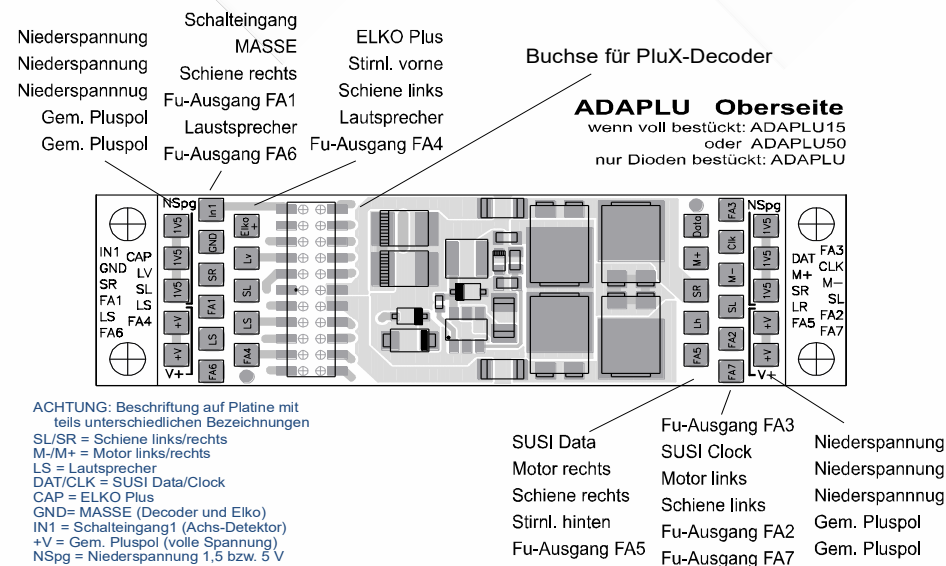 Niederspannung
Niederspannung
Niederspannnug
Gem. Pluspol
Gem. Pluspol
Schalteingang
MASSE
Schiene rechts
Fu-Ausgang FA1
Laustsprecher
Fu-Ausgang FA6
ELKO Plus
Stirnl. vorne
Schiene links
Lautsprecher
Fu-Ausgang FA4
Buchse für PluX-Decoder
ADAPLU Oberseite
wenn voll bestückt: ADAPLU15
oder ADAPLU50
nur Dioden bestückt: ADAPLU
IN1
GND
SR
FA1
LS
FA6
CAP
LV
SL
LS
FA4
NSpg
1V5
1V5
1V5
+V
+V
V+
In1
GND
SR
FA1
LS
FA6
Elko
+
Lv
SL
LS
FA4
Data
M+
SR
Lh
FA5
FA3
Clk
M-
SL
FA2
FA7
NSpg
1V5
1V5
1V5
+V
+V
V+
DAT
M+
SR
LR
FA5
FA3
CLK
M-
SL
FA2
FA7
ACHTUNG: Beschriftung auf Platine mit
teils unterschiedlichen Bezeichnungen
SL/SR = Schiene links/rechts
M-/M+ = Motor links/rechts
LS = Lautsprecher
DAT/CLK = SUSI Data/Clock
CAP = ELKO Plus
GND= MASSE (Decoder und Elko)
IN1 = Schalteingang1 (Achs-Detektor)
+V = Gem. Pluspol (volle Spannung)
NSpg = Niederspannung 1,5 bzw. 5 V
SUSI Data
Motor rechts
Schiene rechts
Stirnl. hinten
Fu-Ausgang FA5
Fu-Ausgang FA3
SUSI Clock
Motor links
Schiene links
Fu-Ausgang FA2
Fu-Ausgang FA7
Niederspannung
Niederspannung
Niederspannnug
Gem. Pluspol
Gem. Pluspol